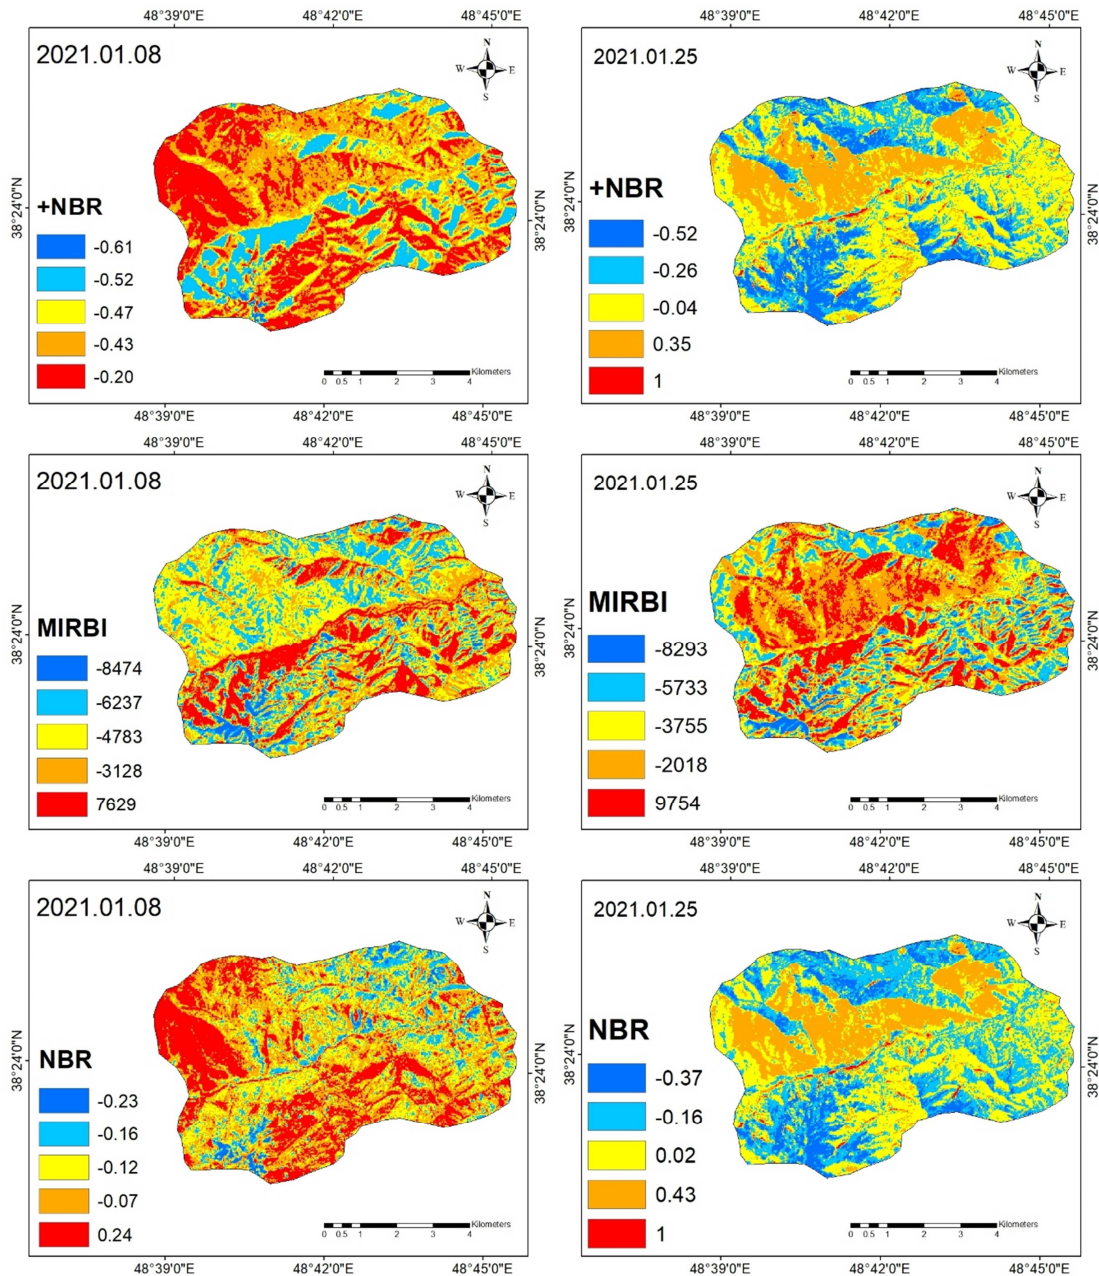 48°39'0"E 48°42'0"E 48°45'0"E
2021.01.08
N
W E
S
38°24'0"N
38°24'0"N
+NBR
-0.61
-0.52
-0.47
-0.43
-0.20
0 0.5 1 2 3 4 Kilometers
48°39'0"E 48°42'0"E 48°45'0"E
48°39'0"E 48°42'0"E 48°45'0"E
2021.01.25
N
W E
S
38°24'0"N
38°24'0"N
+NBR
-0.52
-0.26
-0.04
0.35
1
0 0.5 1 2 3 4 Kilometers
48°39'0"E 48°42'0"E 48°45'0"E
48°39'0"E 48°42'0"E 48°45'0"E
2021.01.08
N
W E
S
38°24'0"N
38°24'0"N
MIRBI
-8474
-6237
-4783
-3128
7629
0 0.5 1 2 3 4 Kilometers
48°39'0"E 48°42'0"E 48°45'0"E
48°39'0"E 48°42'0"E 48°45'0"E
2021.01.25
N
W E
S
38°24'0"N
38°24'0"N
MIRBI
-8293
-5733
-3755
-2018
9754
0 0.5 1 2 3 4 Kilometers
48°39'0"E 48°42'0"E 48°45'0"E
48°39'0"E 48°42'0"E 48°45'0"E
2021.01.08
N
W E
S
38°24'0"N
38°24'0"N
NBR
-0.23
-0.16
-0.12
-0.07
0.24
0 0.5 1 2 3 4 Kilometers
48°39'0"E 48°42'0"E 48°45'0"E
48°39'0"E 48°42'0"E 48°45'0"E
2021.01.25
N
W E
S
38°24'0"N
38°24'0"N
NBR
-0.37
-0.16
0.02
0.43
1
0 0.5 1 2 3 4 Kilometers
48°39'0"E 48°42'0"E 48°45'0"E